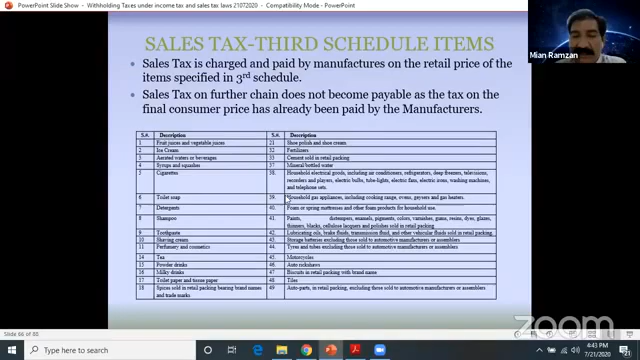 PowerPoint Slide Show - Withholding Taxes under income tax and sales tax laws 21072020 - Compatibility Mode - PowerPoint
Mian Ramzan
SALES TAX-THIRD SCHEDULE ITEMS
• Sales Tax is charged and paid by manufactures on the retail price of the
items specified in 3rd schedule.
• Sales Tax on further chain does not become payable as the tax on the
final consumer price has already been paid by the Manufacturers.
S.#. Description S.#. Description
1 Fruit juices and vegetable juices 21 Shoe polish and shoe cream.
2 Ice Cream 32 Fertilizers
3 Aerated waters or beverages 33 Cement sold in retail packing
4 Syrups and squashes 37 Mineral/bottled water
5 Cigarettes 38. Household electrical goods, including air conditioners, refrigerators, deep freezers, televisions,
recorders and players, electric bulbs, tube-lights, electric fans, electric irons, washing machines,
and telephone sets.
6 Toilet soap 39. Household gas appliances, including cooking range, ovens, geysers and gas heaters.
7 Detergents 40. Foam or spring mattresses and other foam products for household use.
8 Shampoo 41. Paints, distempers, enamels, pigments, colors, varnishes, gums, resins, dyes, glazes,
thinners, blacks, cellulose lacquers and polishes sold in retail packing
9 Toothpaste 42. Lubricating oils, brake fluids, transmission fluid, and other vehicular fluids sold in retail packing.
10 Shaving cream 43. Storage batteries excluding those sold to automotive manufacturers or assemblers
11 Perfumery and cosmetics 44. Tyres and tubes excluding those sold to automotive manufacturers or assemblers
14 Tea 45. Motorcycles
15 Powder drinks 46. Auto rickshaws
16 Milky drinks 47. Biscuits in retail packing with brand name
17 Toilet paper and tissue paper 48 Tiles
18 Spices sold in retail packing bearing brand names
and trade marks
49 Auto-parts, in retail packing, excluding those sold to automotive manufacturers or assemblers
zoom
Slide 66 of 80
Type here to search
4:43 PM
7/21/2020